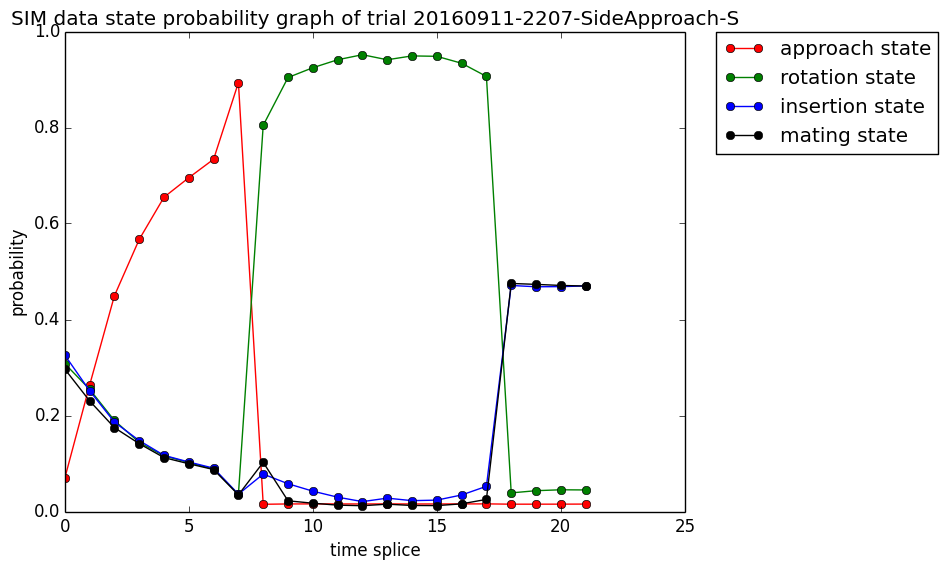 SIM data state probability graph of trial 20160911-2207-SideApproach-S
1.0
0.8
0.6
0.4
0.2
0.0
probability
0
5
10
15
20
25
time splice
approach state
rotation state
insertion state
mating state